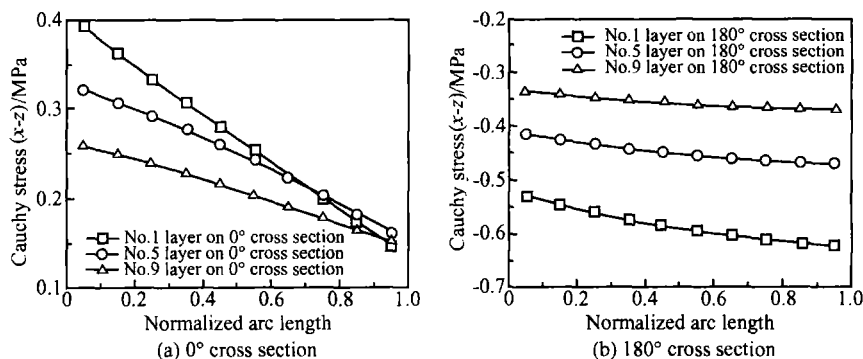 0.4
0.3
0.2
0.1
Cauchy stress (x-z)/MPa
No.1 layer on 0° cross section
No.5 layer on 0° cross section
No.9 layer on 0° cross section
0 0.2 0.4 0.6 0.8 1.0
Normalized arc length
(a) 0° cross section
-0.2
-0.3
-0.4
-0.5
-0.6
-0.7
Cauchy stress(x-z)/MPa
No.1 layer on 180° cross section
No.5 layer on 180° cross section
No.9 layer on 180° cross section
0 0.2 0.4 0.6 0.8 1.0
Normalized arc length
(b) 180° cross section